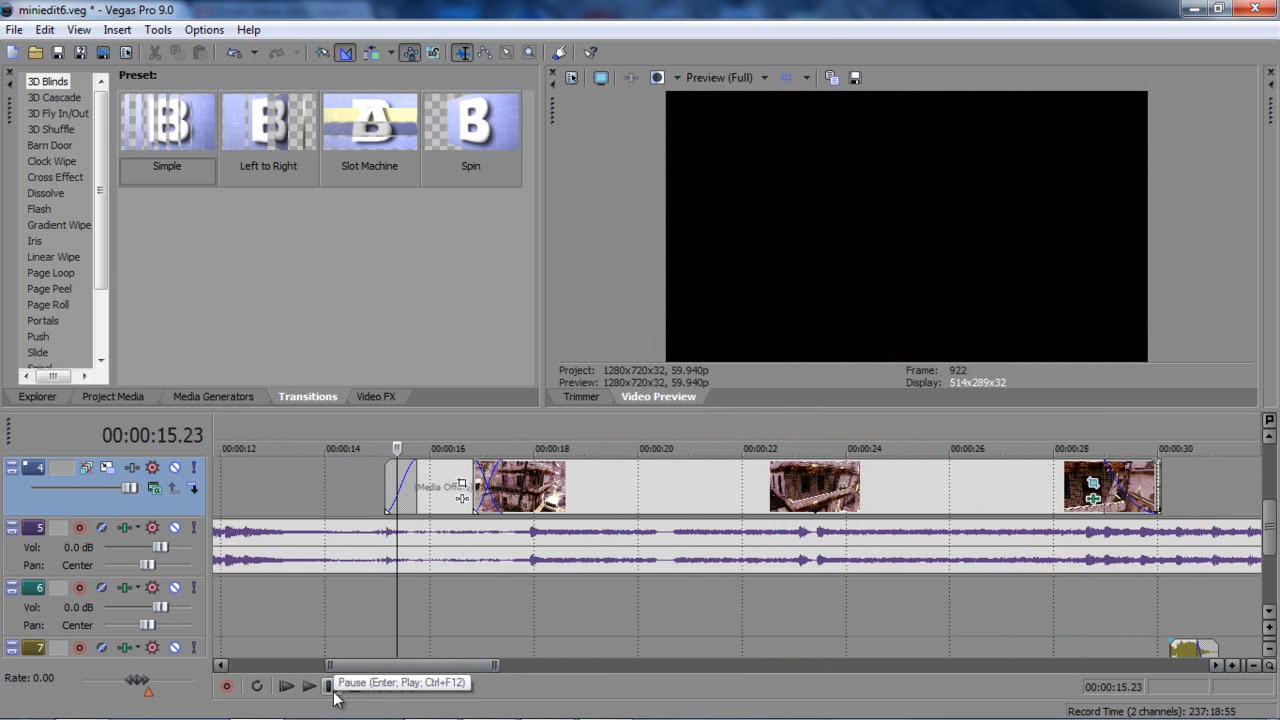 miniedit6.veg * - Vegas Pro 9.0
File Edit View Insert Tools Options Help
Preset:
Preview (Full)
3D Blinds
3D Cascade
3D Fly In/Out
3D Shuffle
Barn Door
Clock Wipe
Cross Effect
Dissolve
Flash
Gradient Wipe
Iris
Linear Wipe
Page Loop
Page Peel
Page Roll
Portals
Push
Slide
Simple Left to Right Slot Machine Spin
Project: 1280x720x32, 59.940p Frame: 922
Preview: 1280x720x32, 59.940p Display: 514x289x32
Explorer Project Media Media Generators Transitions Video FX Trimmer Video Preview
00:00:15.23
00:00:12 00:00:14 00:00:16 00:00:18 00:00:20 00:00:22 00:00:24 00:00:26 00:00:28 00:00:30
4
5
Vol: 0.0 dB
Pan: Center
6
Vol: 0.0 dB
Pan: Center
7
Rate: 0.00
Pause (Enter; Play; Ctrl+F12)
00:00:15.23
Record Time (2 channels): 237:18:55